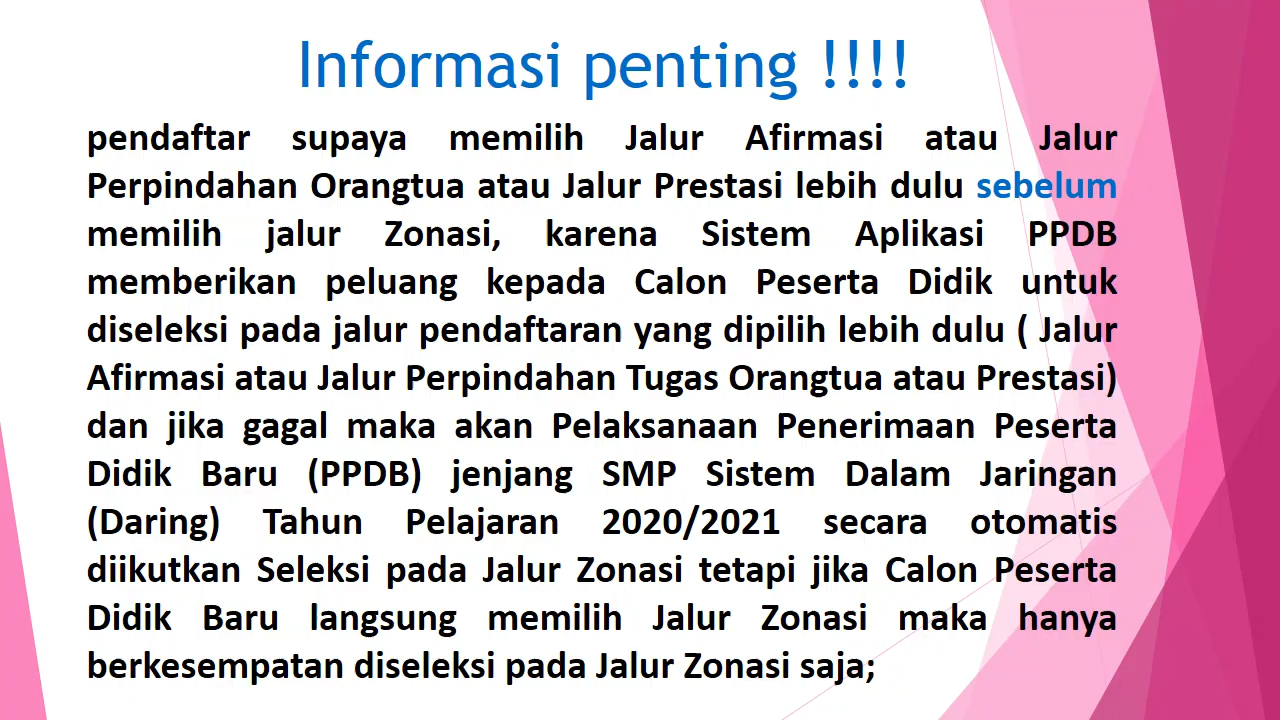 Informasi penting !!!!
pendaftar supaya memilih Jalur Afirmasi atau Jalur
Perpindahan Orangtua atau Jalur Prestasi lebih dulu sebelum
memilih jalur Zonasi, karena Sistem Aplikasi PPDB
memberikan peluang kepada Calon Peserta Didik untuk
diseleksi pada jalur pendaftaran yang dipilih lebih dulu ( Jalur
Afirmasi atau Jalur Perpindahan Tugas Orangtua atau Prestasi)
dan jika gagal maka akan Pelaksanaan Penerimaan Peserta
Didik Baru (PPDB) jenjang SMP Sistem Dalam Jaringan
(Daring) Tahun Pelajaran 2020/2021 secara otomatis
diikutkan Seleksi pada Jalur Zonasi tetapi jika Calon Peserta
Didik Baru langsung memilih Jalur Zonasi maka hanya
berkesempatan diseleksi pada Jalur Zonasi saja;